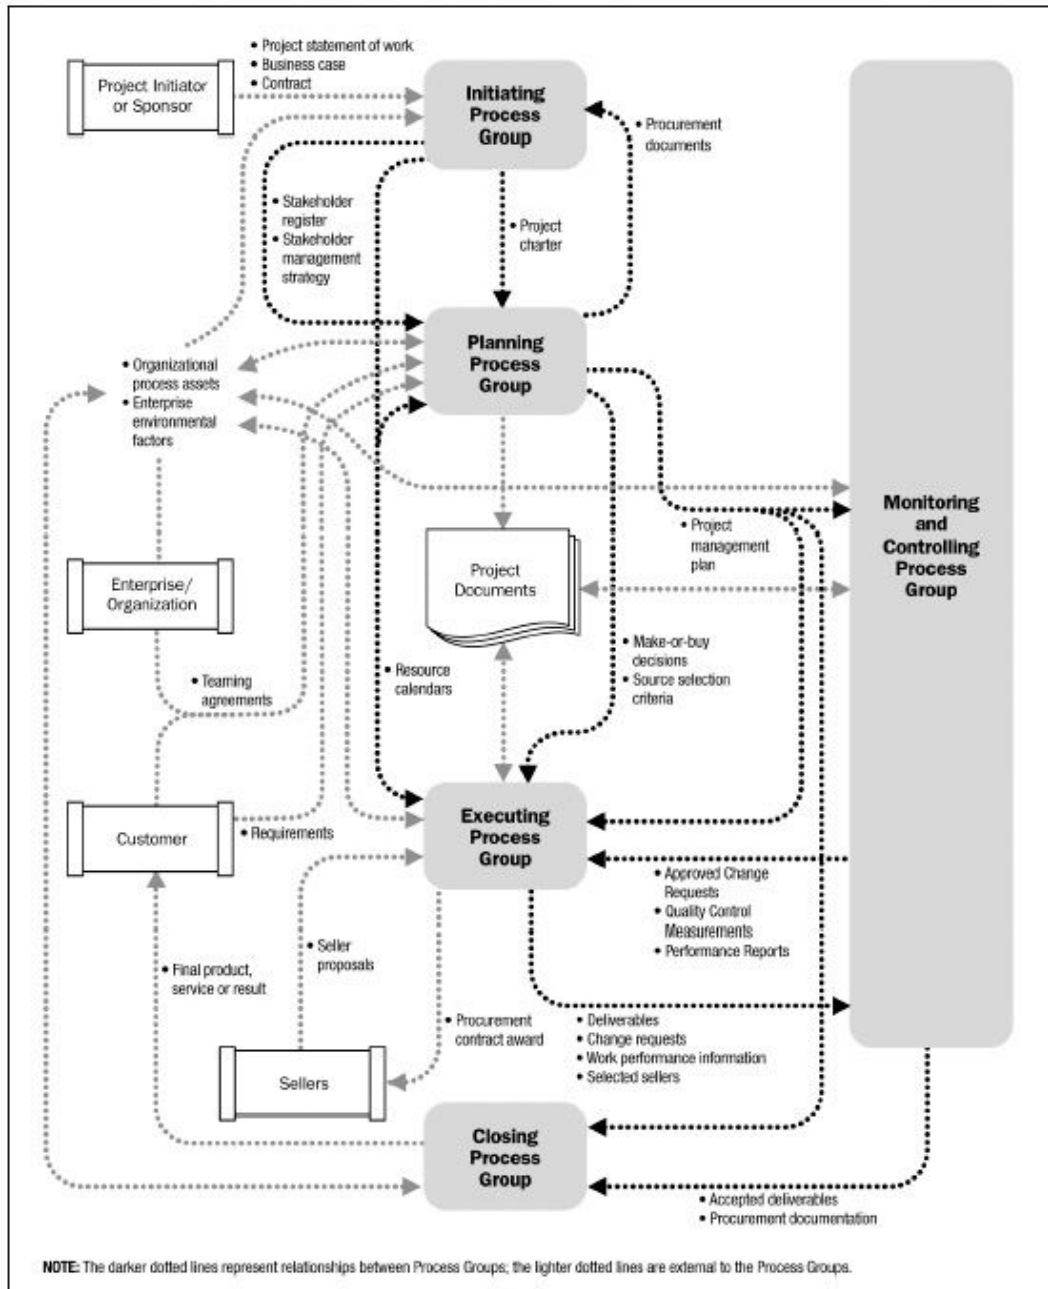 • Project statement of work
• Business case
• Contract
Project Initiator
or Sponsor
Initiating
Process
Group
• Procurement
documents
• Stakeholder
register
• Stakeholder
management
strategy
• Project
charter
Planning
Process
Group
• Organizational
process assets
• Enterprise
environmental
factors
Monitoring
and
Controlling
Process
Group
• Project
management
plan
Project
Documents
Enterprise/
Organization
• Make-or-buy
decisions
• Source selection
criteria
• Resource
calendars
• Teaming
agreements
Executing
Process
Group
Customer
• Requirements
• Approved Change
Requests
• Quality Control
Measurements
• Performance Reports
• Seller
proposals
• Final product,
service or result
• Procurement
contract award
• Deliverables
• Change requests
• Work performance information
• Selected sellers
Sellers
Closing
Process
Group
• Accepted deliverables
• Procurement documentation
NOTE: The darker dotted lines represent relationships between Process Groups; the lighter dotted lines are external to the Process Groups.